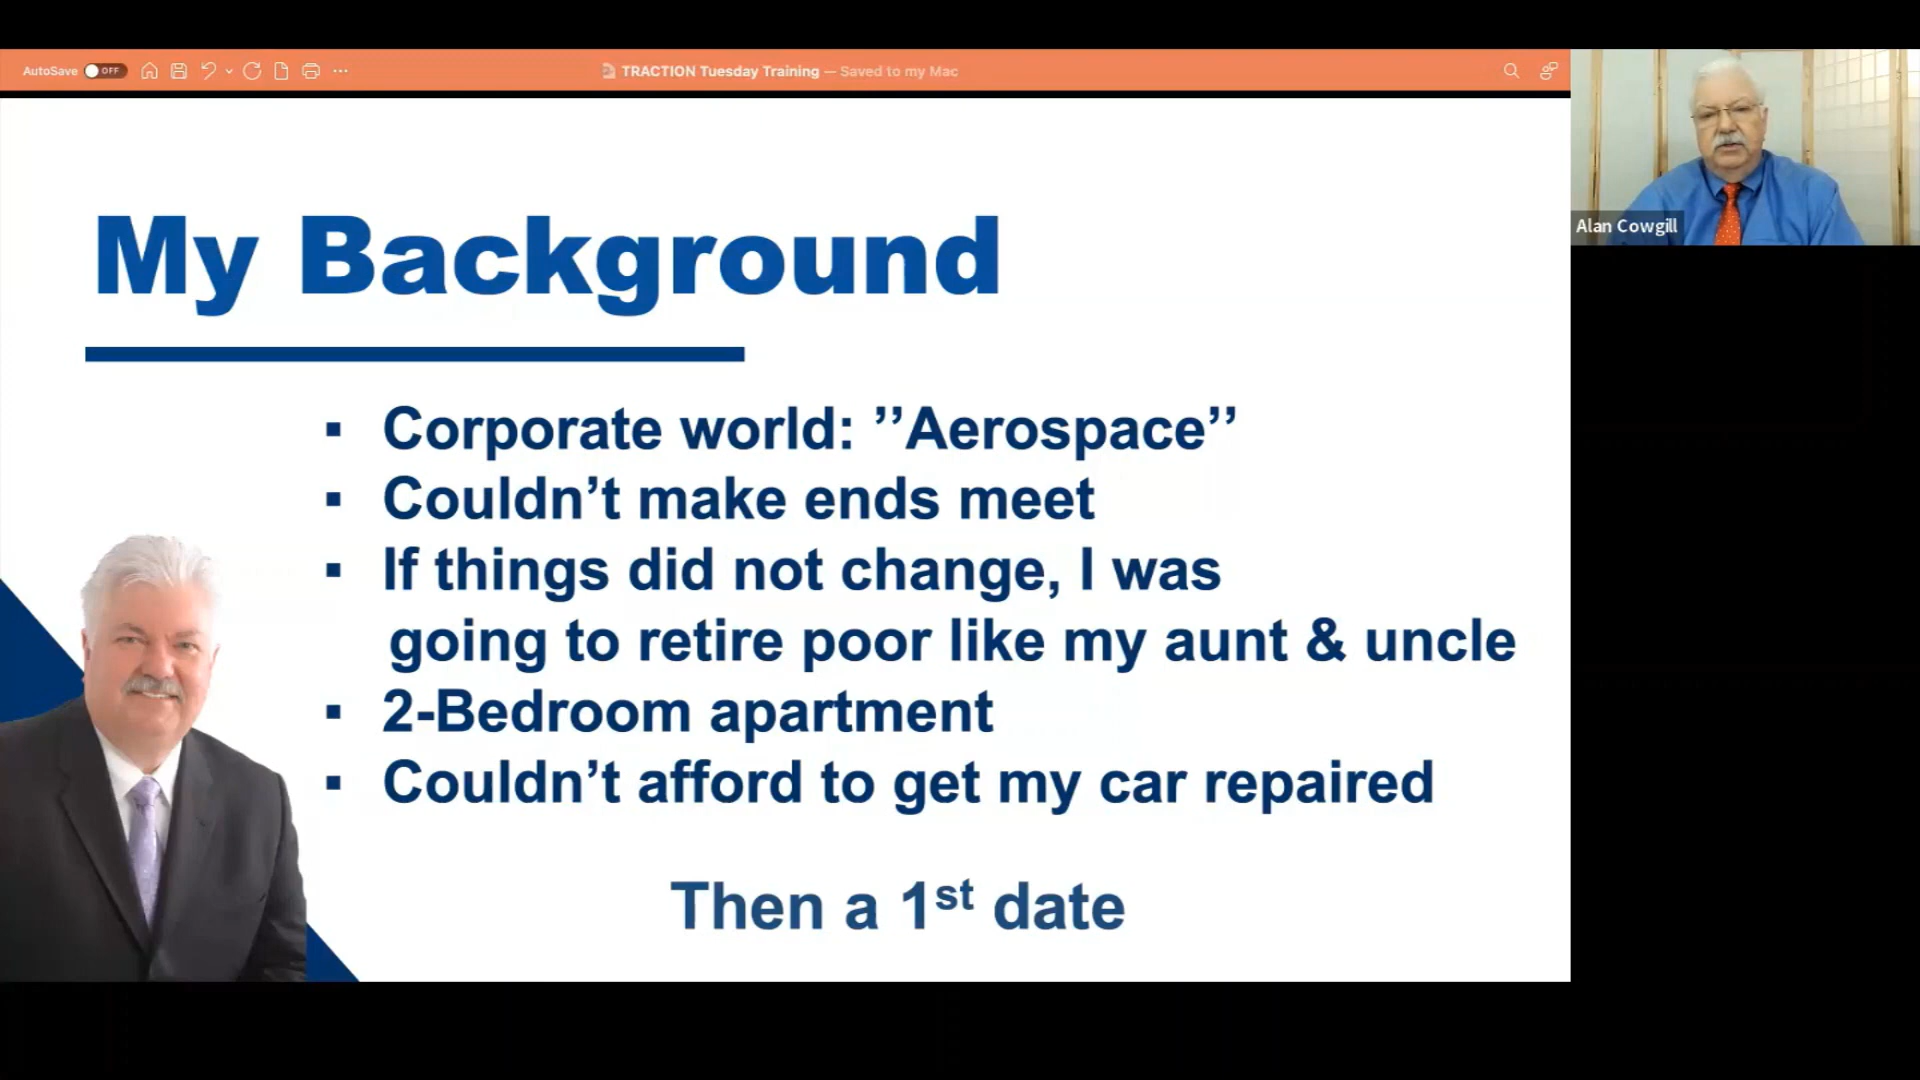 AutoSave OFF
TRACTION Tuesday Training — Saved to my Mac
Alan Cowgill
My Background
▪ Corporate world: ’’Aerospace’’
▪ Couldn’t make ends meet
▪ If things did not change, I was
going to retire poor like my aunt & uncle
▪ 2-Bedroom apartment
▪ Couldn’t afford to get my car repaired
Then a 1st date